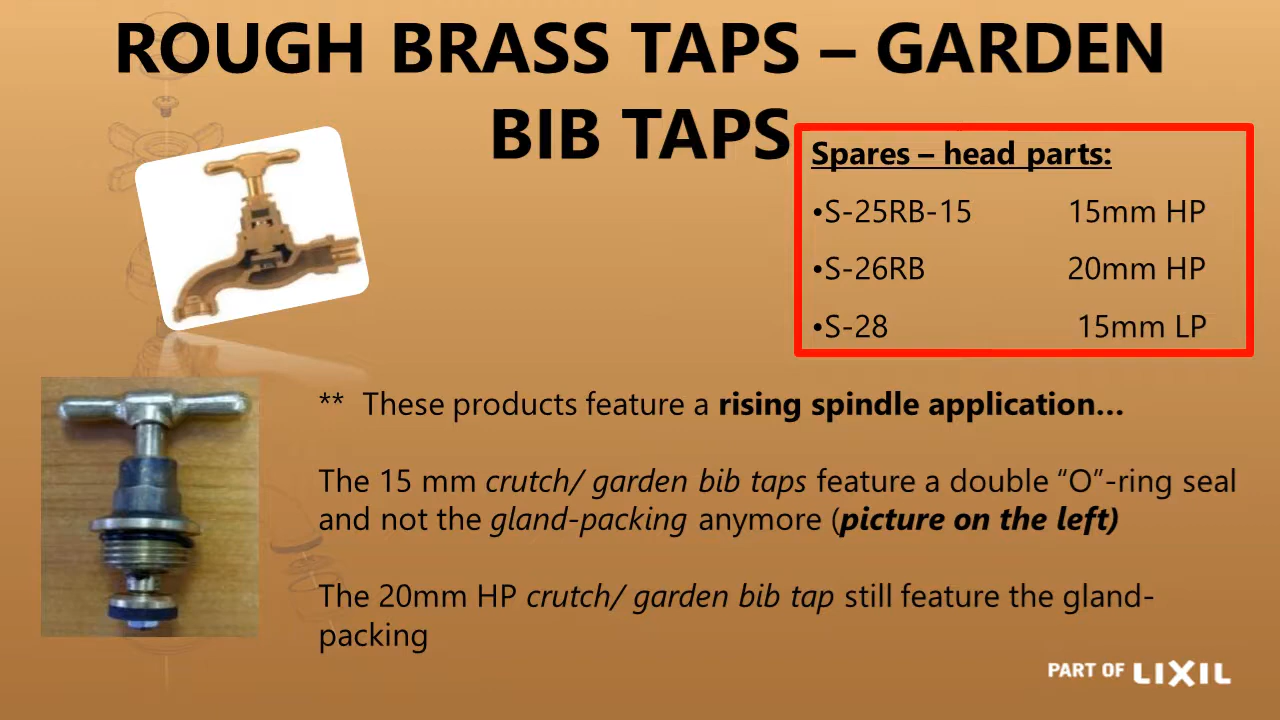 ROUGH BRASS TAPS – GARDEN
BIB TAPS
Spares – head parts:
•S-25RB-15 15mm HP
•S-26RB 20mm HP
•S-28 15mm LP
** These products feature a rising spindle application…
The 15 mm crutch/ garden bib taps feature a double “O”-ring seal
and not the gland-packing anymore (picture on the left)
The 20mm HP crutch/ garden bib tap still feature the gland-
packing
PART OF LIXIL